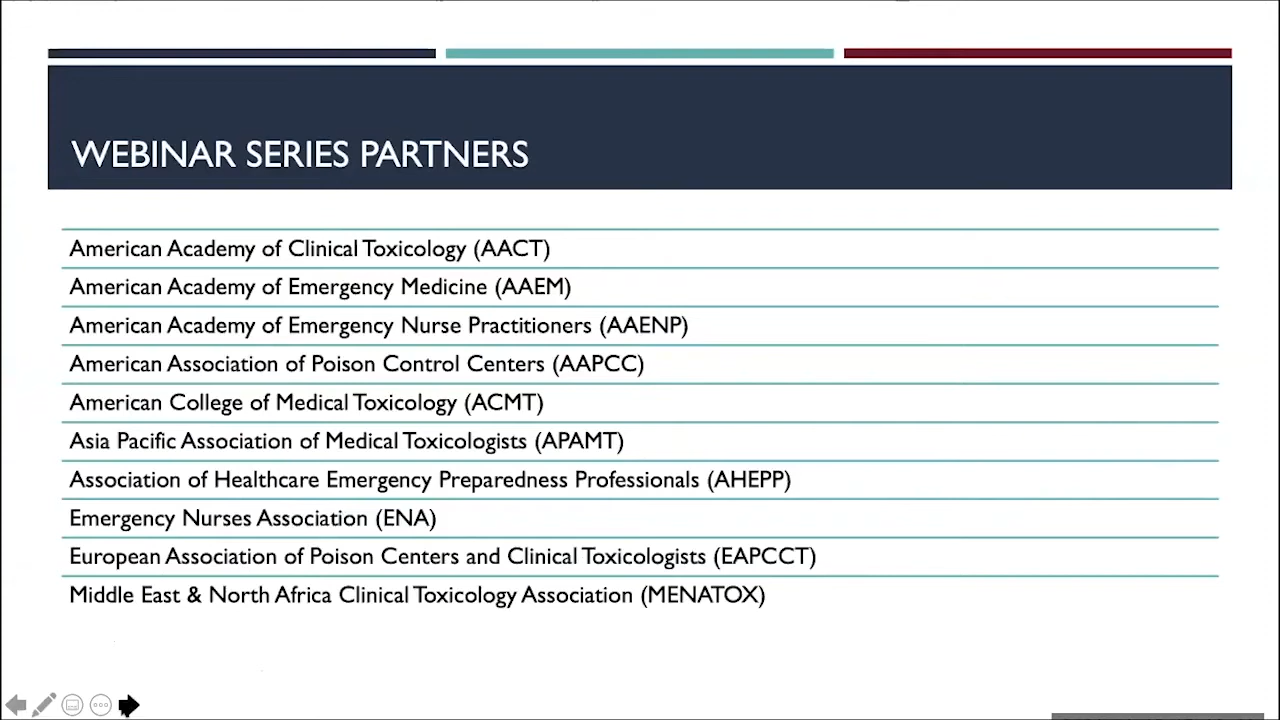 WEBINAR SERIES PARTNERS
American Academy of Clinical Toxicology (AACT)
American Academy of Emergency Medicine (AAEM)
American Academy of Emergency Nurse Practitioners (AAENP)
American Association of Poison Control Centers (AAPCC)
American College of Medical Toxicology (ACMT)
Asia Pacific Association of Medical Toxicologists (APAMT)
Association of Healthcare Emergency Preparedness Professionals (AHEPP)
Emergency Nurses Association (ENA)
European Association of Poison Centers and Clinical Toxicologists (EAPCCT)
Middle East & North Africa Clinical Toxicology Association (MENATOX)